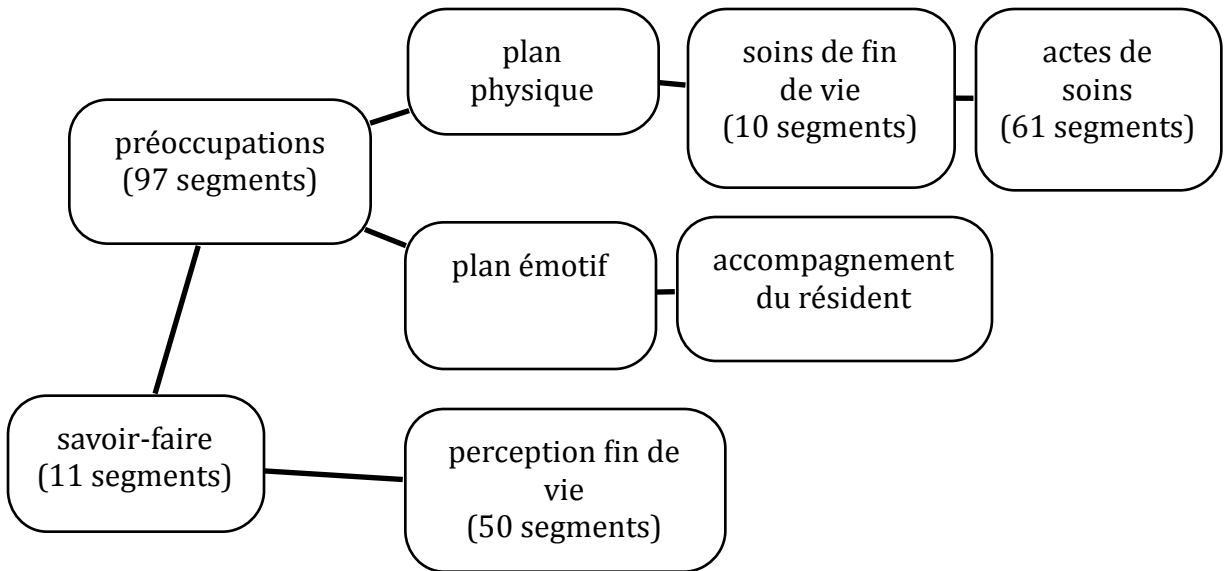 plan
physique
soins de fin
de vie
(10 segments)
actes de
soins
(61 segments)
préoccupations
(97 segments)
plan émotif
accompagnement
du résident
savoir-faire
(11 segments)
perception fin de
vie
(50 segments)